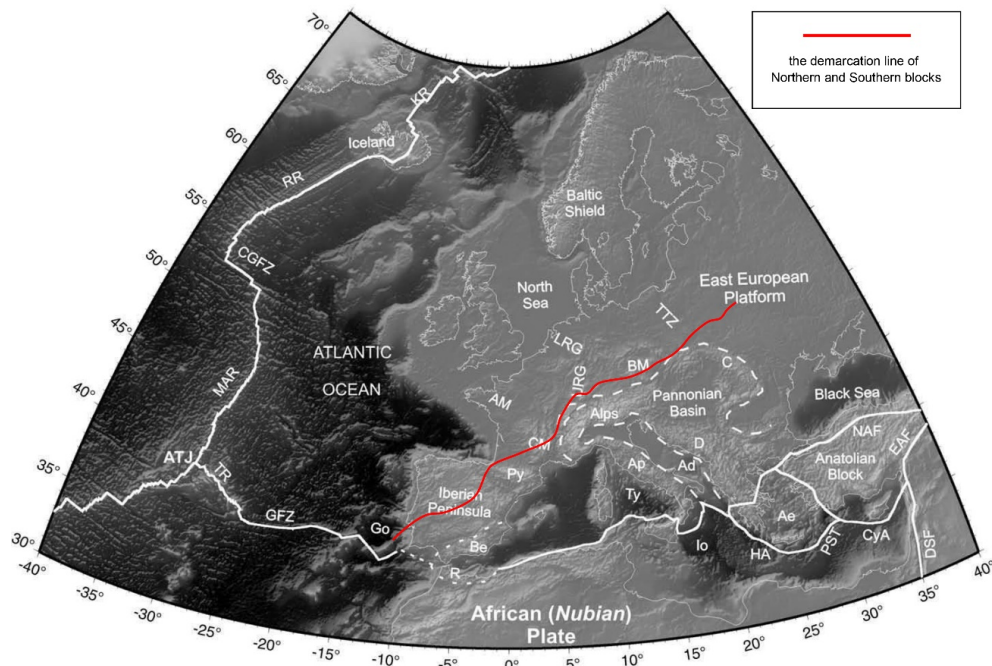 the demarcation line of
Northern and Southern blocks
70°
65°
60°
55°
50°
45°
40°
35°
30°
-40°
-35°
-30°
-25°
-20°
-15°
-10°
-5°
0°
5°
10°
15°
20°
25°
30°
35°
40°
KR
Iceland
RR
Baltic
Shield
CGFZ
North
Sea
East European
Platform
TTZ
LRG
ATLANTIC
OCEAN
URG
BM
C
MAR
AM
Pannonian
Basin
Black Sea
Alps
CM
D
NAF
EAF
ATJ
TR
Py
Ap
Ad
Anatolian
Block
Iberian
Peninsula
Ty
Ae
GFZ
Go
Be
Io
HA
PST
CyA
DSF
R
African (Nubian)
Plate